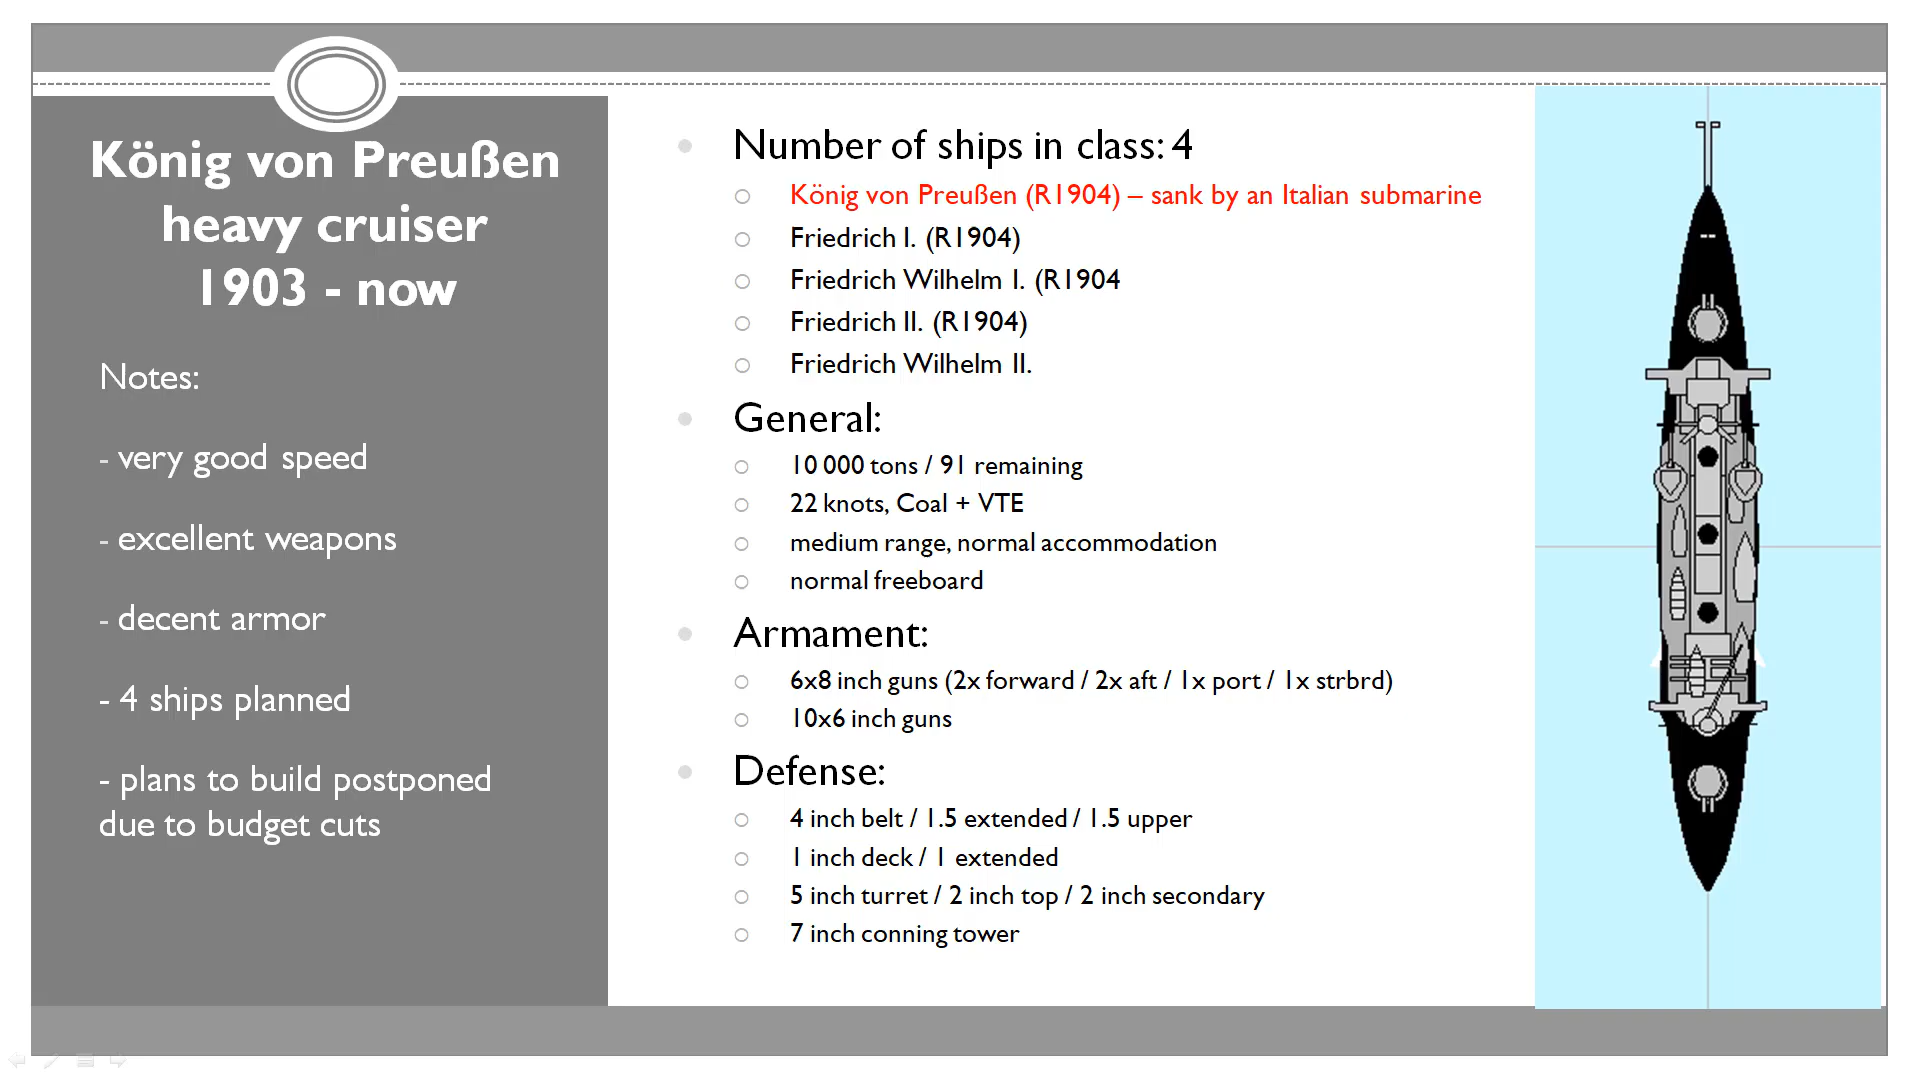 König von Preußen
heavy cruiser
1903 - now
Notes:
- very good speed
- excellent weapons
- decent armor
- 4 ships planned
- plans to build postponed
due to budget cuts
Number of ships in class: 4
König von Preußen (R1904) – sank by an Italian submarine
Friedrich I. (R1904)
Friedrich Wilhelm I. (R1904
Friedrich II. (R1904)
Friedrich Wilhelm II.
General:
10 000 tons / 91 remaining
22 knots, Coal + VTE
medium range, normal accommodation
normal freeboard
Armament:
6x8 inch guns (2x forward / 2x aft / 1x port / 1x strbrd)
10x6 inch guns
Defense:
4 inch belt / 1.5 extended / 1.5 upper
1 inch deck / 1 extended
5 inch turret / 2 inch top / 2 inch secondary
7 inch conning tower